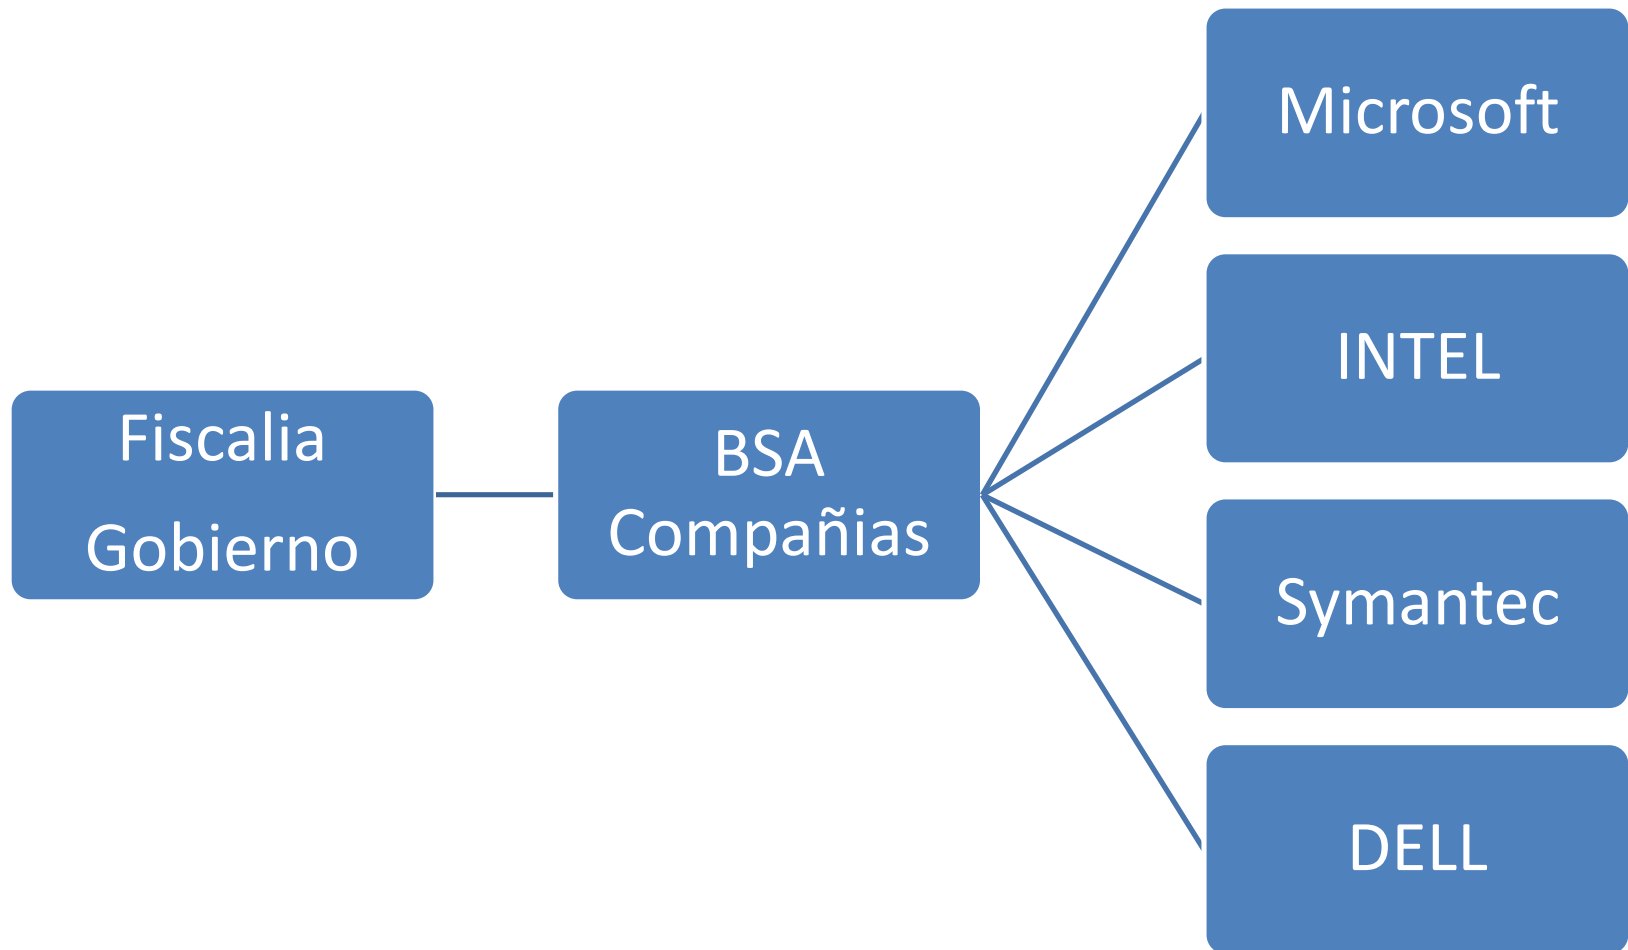 Fiscalia
Gobierno
BSA
Compañias
Microsoft
INTEL
Symantec
DELL